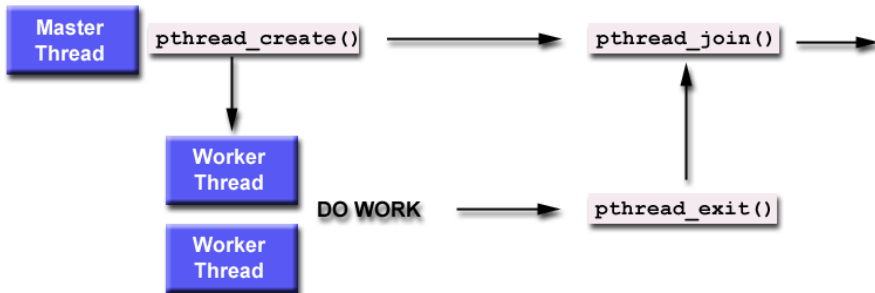 Master
Thread
pthread_create()
pthread_join()
Worker
Thread
DO WORK
pthread_exit()
Worker
Thread